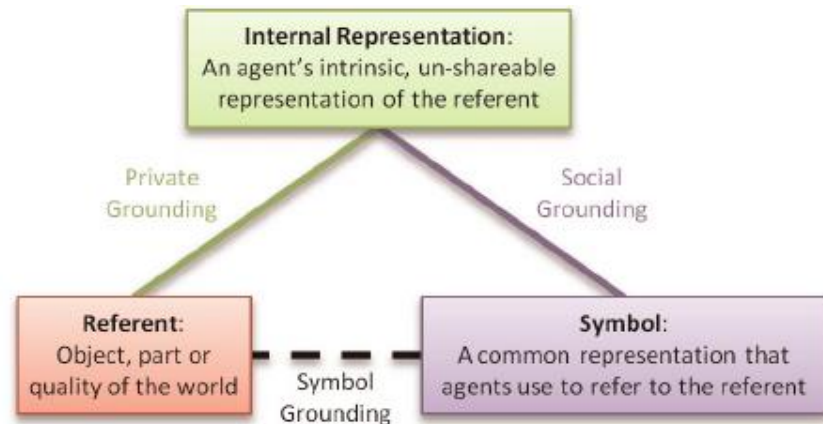 Internal Representation:
An agent's intrinsic, un-shareable
representation of the referent
Private
Grounding
Social
Grounding
Referent:
Object, part or
quality of the world
Symbol
Grounding
Symbol:
A common representation that
agents use to refer to the referent